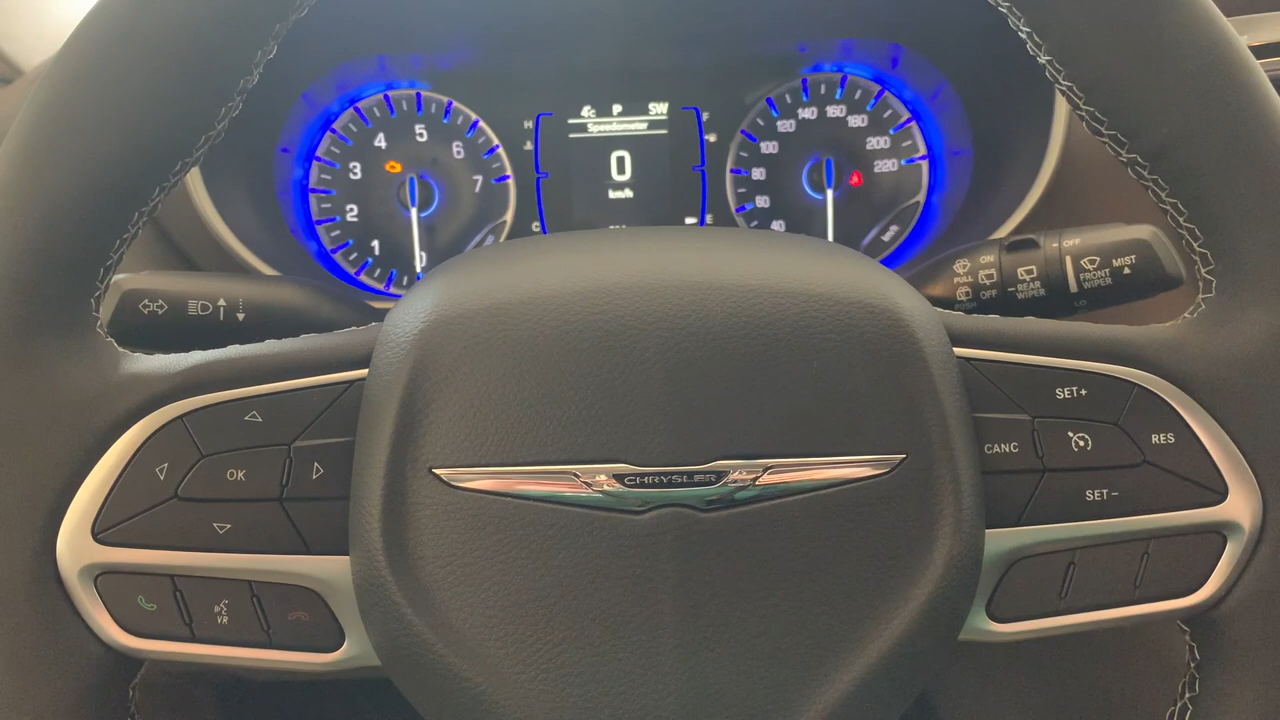 4c P SW
Speedometer
0
km/h
H
C
F
E
0
1
2
3
4
5
6
7
40
60
80
100
120
140
160
180
200
220
km/h
PULL
PUSH
ON
OFF
REAR
WIPER
OFF
FRONT
WIPER
MIST
LO
OK
VR
CHRYSLER
SET+
CANC
RES
SET-